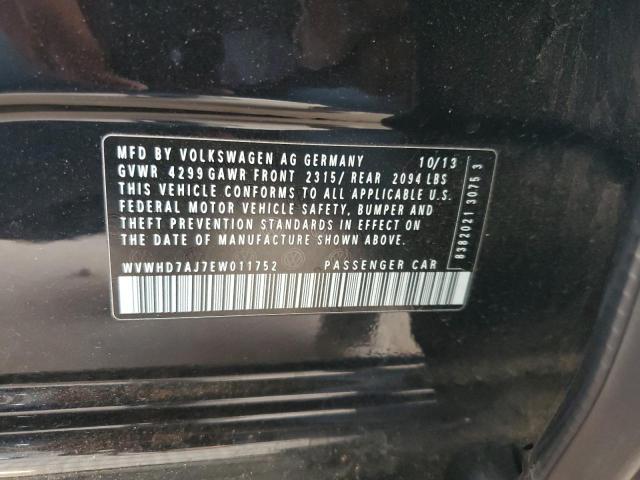 MFD BY VOLKSWAGEN AG GERMANY 10/13
GVWR 4299 GAWR FRONT 2315/ REAR 2094 LBS
THIS VEHICLE CONFORMS TO ALL APPLICABLE U.S.
FEDERAL MOTOR VEHICLE SAFETY, BUMPER AND
THEFT PREVENTION STANDARDS IN EFFECT ON
THE DATE OF MANUFACTURE SHOWN ABOVE.
WVWHD7AJ7EW011752 PASSENGER CAR
8382021 3075 3